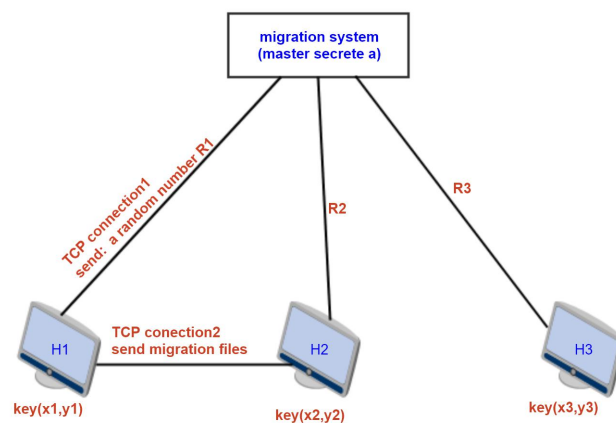 migration system
(master secrete a)
TCP connection1
send: a random number R1
R2
R3
TCP conection2
send migration files
H1
H2
H3
key(x1,y1)
key(x2,y2)
key(x3,y3)